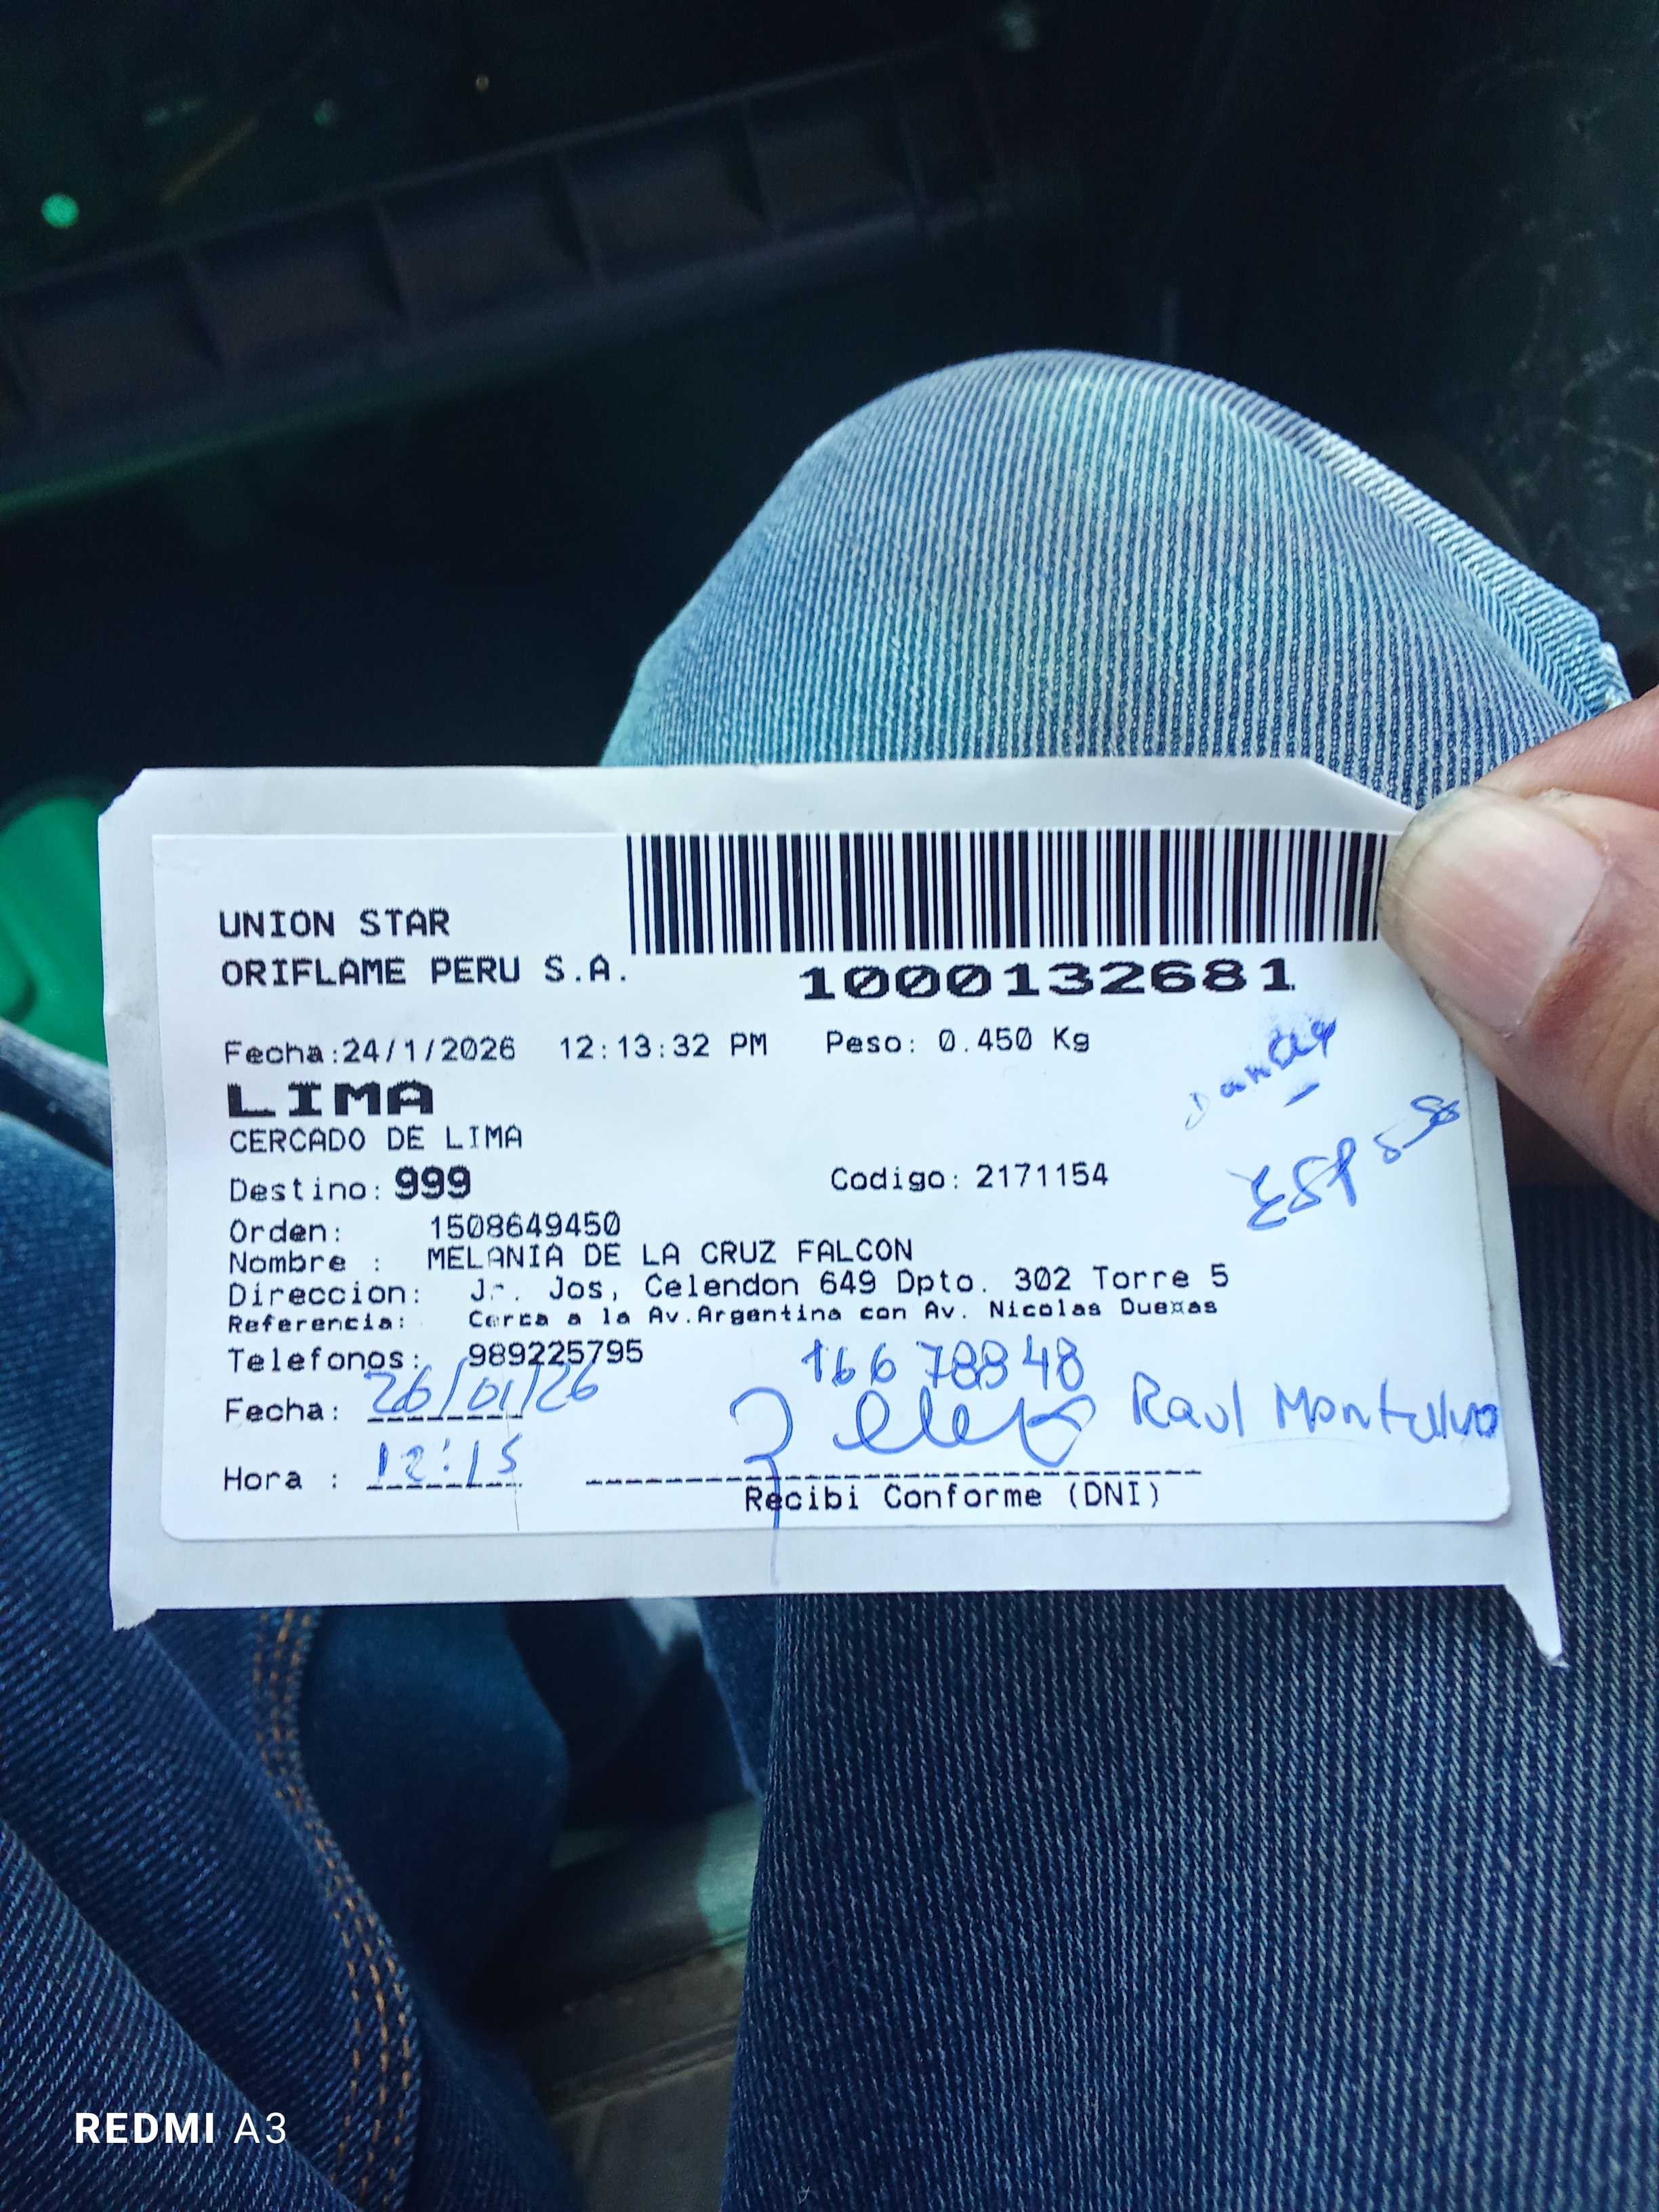 UNION STAR
ORIFLAME PERU S.A.
1000132681
Fecha:24/1/2026 12:13:32 PM Peso: 0.450 Kg
LIMA
CERCADO DE LIMA
Destino: 999 Codigo: 2171154
Orden: 1508649450
Nombre : MELANIA DE LA CRUZ FALCON
Direccion: Jr. Jos, Celendon 649 Dpto. 302 Torre 5
Referencia: Cerca a la Av.Argentina con Av. Nicolas Duexas
Telefonos: 989225795
16678848
Fecha: 26/01/26
Raul Montalvo
Hora : 12:15
Recibi Conforme (DNI)
REDMI A3